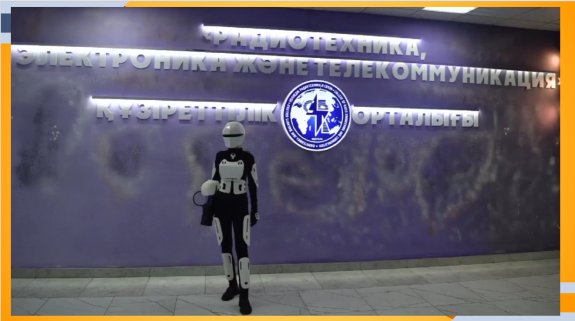 «РАДИОТЕХНИКА,
ЭЛЕКТРОНИКА ЖӘНЕ ТЕЛЕКОММУНИКАЦИЯ»
ҚҰЗІРЕТТІЛІК ОРТАЛЫҒЫ